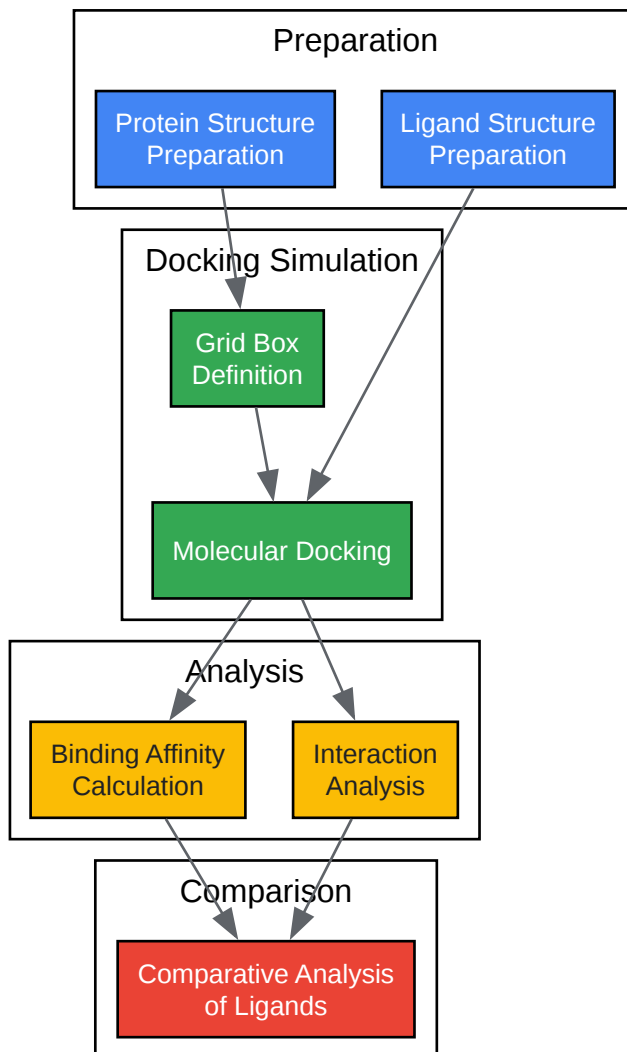 Preparation
Protein Structure
Preparation
Ligand Structure
Preparation
Docking Simulation
Grid Box
Definition
Molecular Docking
Analysis
Binding Affinity
Calculation
Interaction
Analysis
Comparison
Comparative Analysis
of Ligands